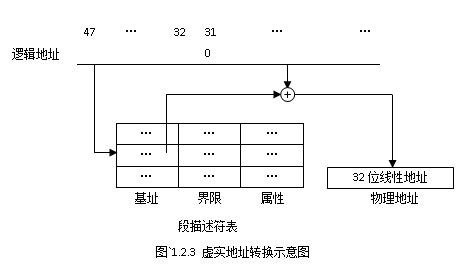 47 … 32 31 … …
逻辑地址 0
… … …
… … …
… … …
32 位线性地址
基址 界限 属性 物理地址
段描述符表
图`1.2.3 虚实地址转换示意图